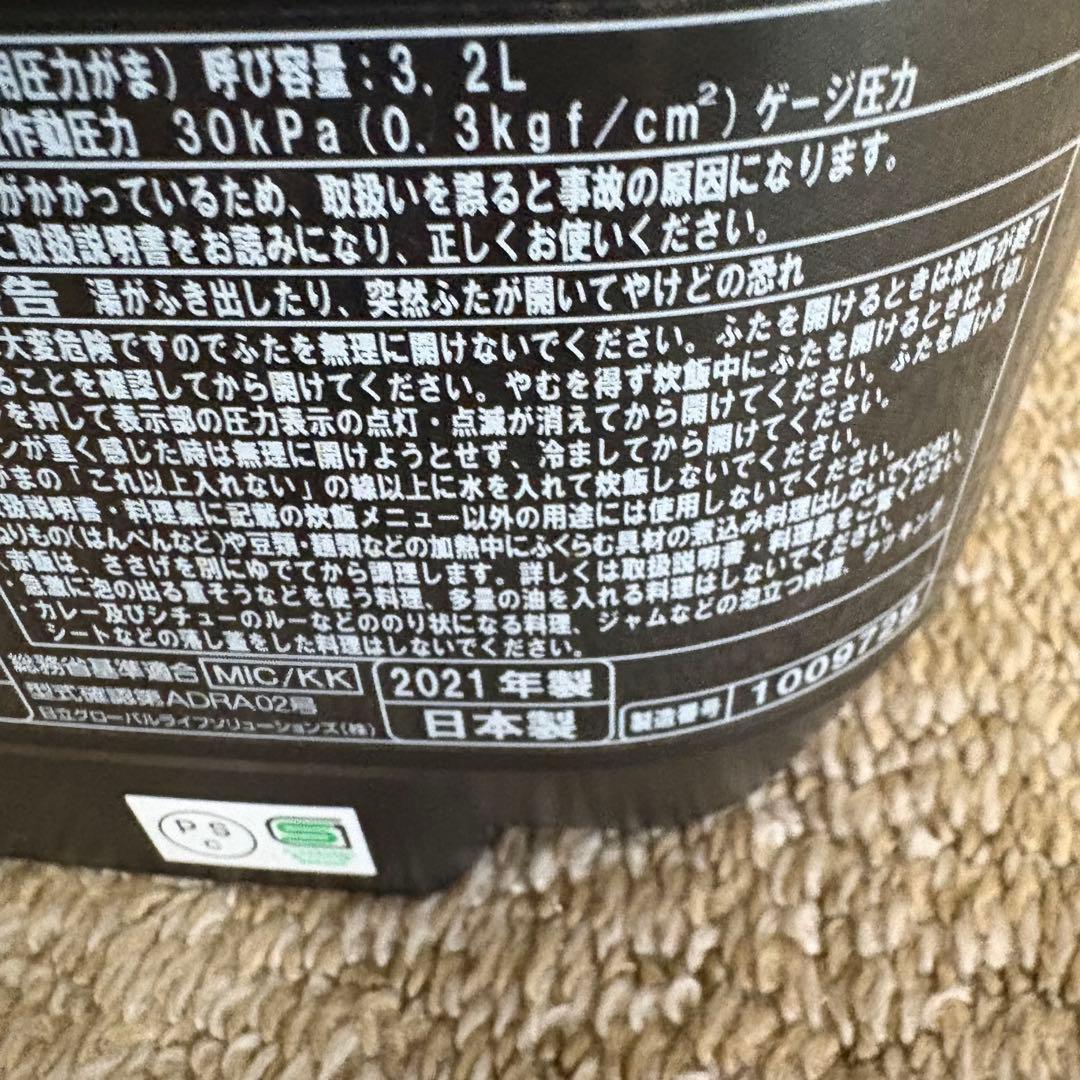 用圧力がま) 呼び容量:3.2L
作動圧力 30kPa(0.3kgf/cm²)ゲージ圧力
がかかっているため、取扱いを誤ると事故の原因になります。
に取扱説明書をお読みになり、正しくお使いください。
告 湯がふき出したり、突然ふたが開いてやけどの恐れ
大変危険ですのでふたを無理に開けないでください。ふたを開けるときは炊飯が終了
ることを確認してから開けてください。やむを得ず炊飯中にふたを開けるときは「切」
を押して表示部の圧力表示の点灯・点滅が消えてから開けてください。ふたを開ける
ンが重く感じた時は無理に開けようとせず、冷ましてから開けてください。
がまの「これ以上入れない」の線以上に水を入れて炊飯しないでください。
扱説明書・料理集に記載の炊飯メニュー以外の用途には使用しないでください。
ねりもの(はんぺんなど)や豆類・麺類などの加熱中にふくらむ具材の煮込み料理はしないでください。
赤飯は、ささげを別にゆでてから調理します。詳しくは取扱説明書・料理集をご覧ください。
・急激に泡の出る重そうなどを使う料理、多量の油を入れる料理はしないでください。
・カレー及びシチューのルーなどののり状になる料理、ジャムなどの泡立つ料理、クッキング
シートなどの落し蓋をした料理はしないでください。
総務省基準適合 MIC/KK
型式確認第ADRA02号
日立グローバルライフソリューションズ(株)
2021年製
日本製
製造番号 1009729
PS
C
S